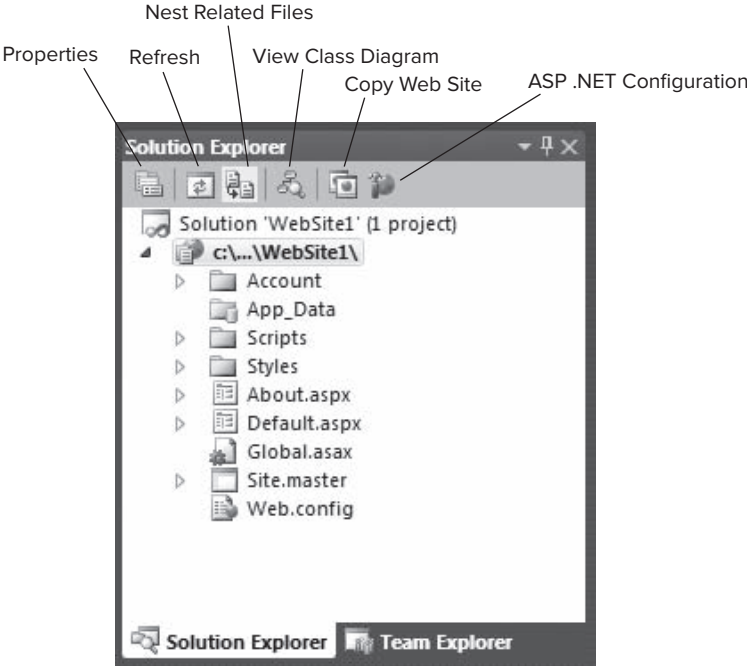 Nest Related Files
Properties
Refresh
View Class Diagram
Copy Web Site
ASP .NET Configuration
Solution Explorer
Solution 'WebSite1' (1 project)
c:\...\WebSite1\
Account
App_Data
Scripts
Styles
About.aspx
Default.aspx
Global.asax
Site.master
Web.config
Solution Explorer
Team Explorer